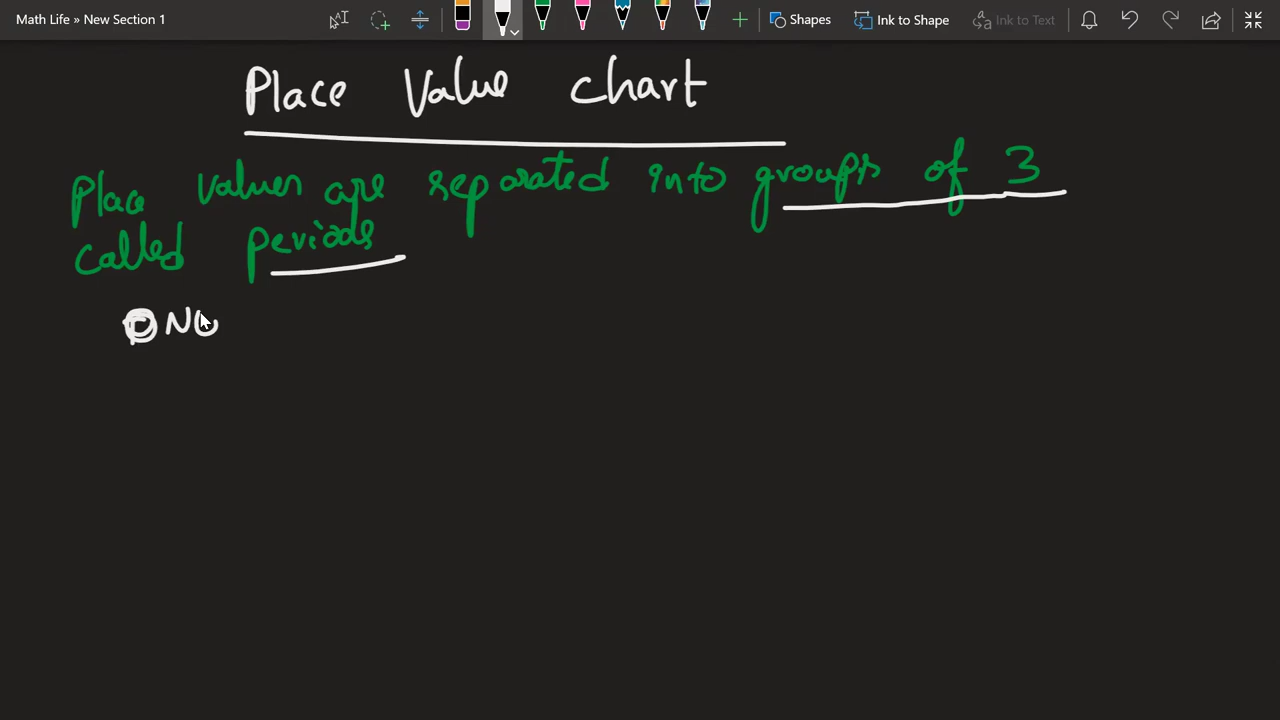 Math Life » New Section 1
Shapes
Ink to Shape
Ink to Text
Place Value chart
Place values are separated into groups of 3
called periods